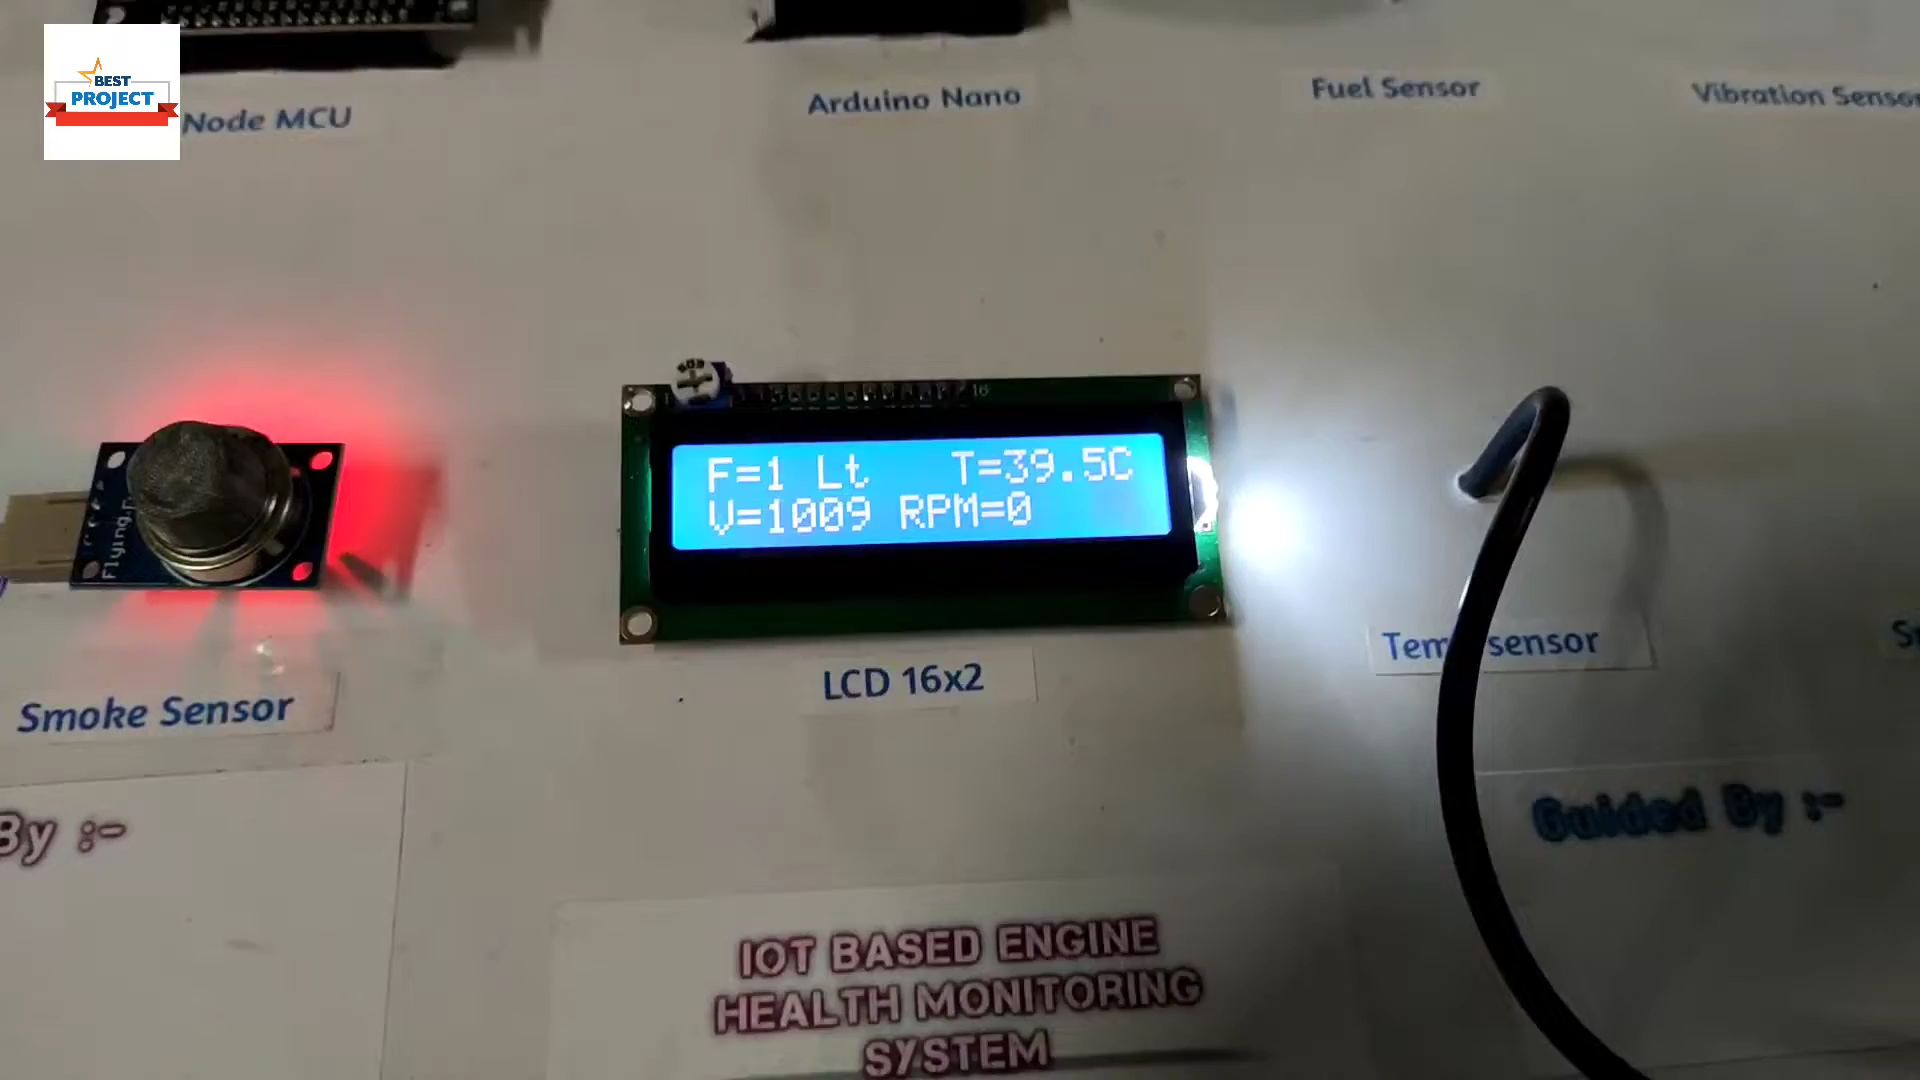 BEST
PROJECT
Node MCU
Arduino Nano
Fuel Sensor
Vibration Sensor
16
F=1 Lt T=39.5C
V=1009 RPM=0
Smoke Sensor
LCD 16x2
sensor
By :-
Guided By :-
IOT BASED ENGINE
HEALTH MONITORING
SYSTEM